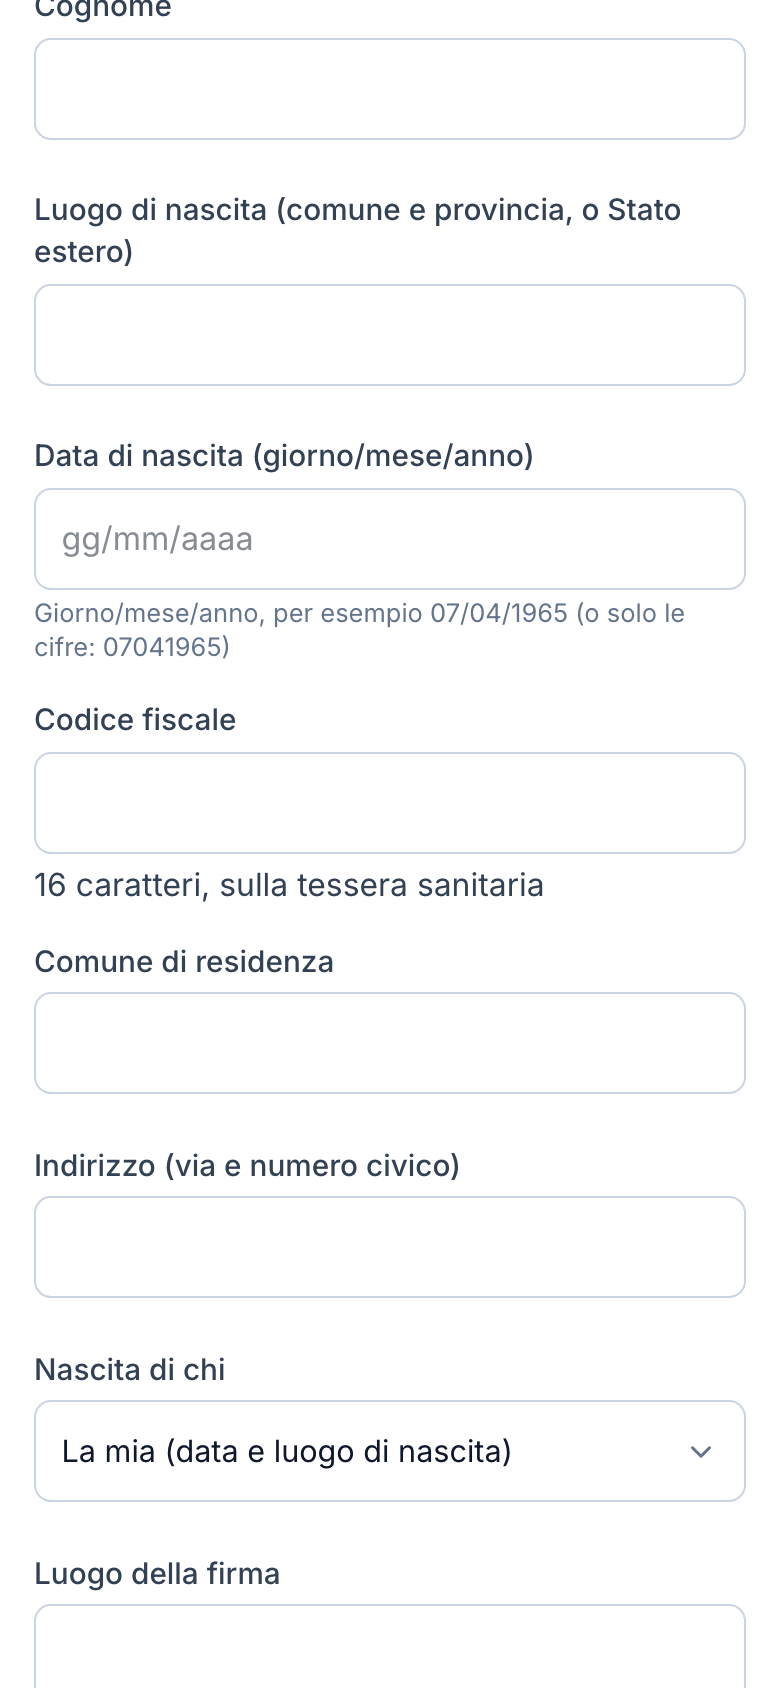 Cognome
Luogo di nascita (comune e provincia, o Stato
estero)
Data di nascita (giorno/mese/anno)
gg/mm/aaaa
Giorno/mese/anno, per esempio 07/04/1965 (o solo le
cifre: 07041965)
Codice fiscale
16 caratteri, sulla tessera sanitaria
Comune di residenza
Indirizzo (via e numero civico)
Nascita di chi
La mia (data e luogo di nascita)
Luogo della firma